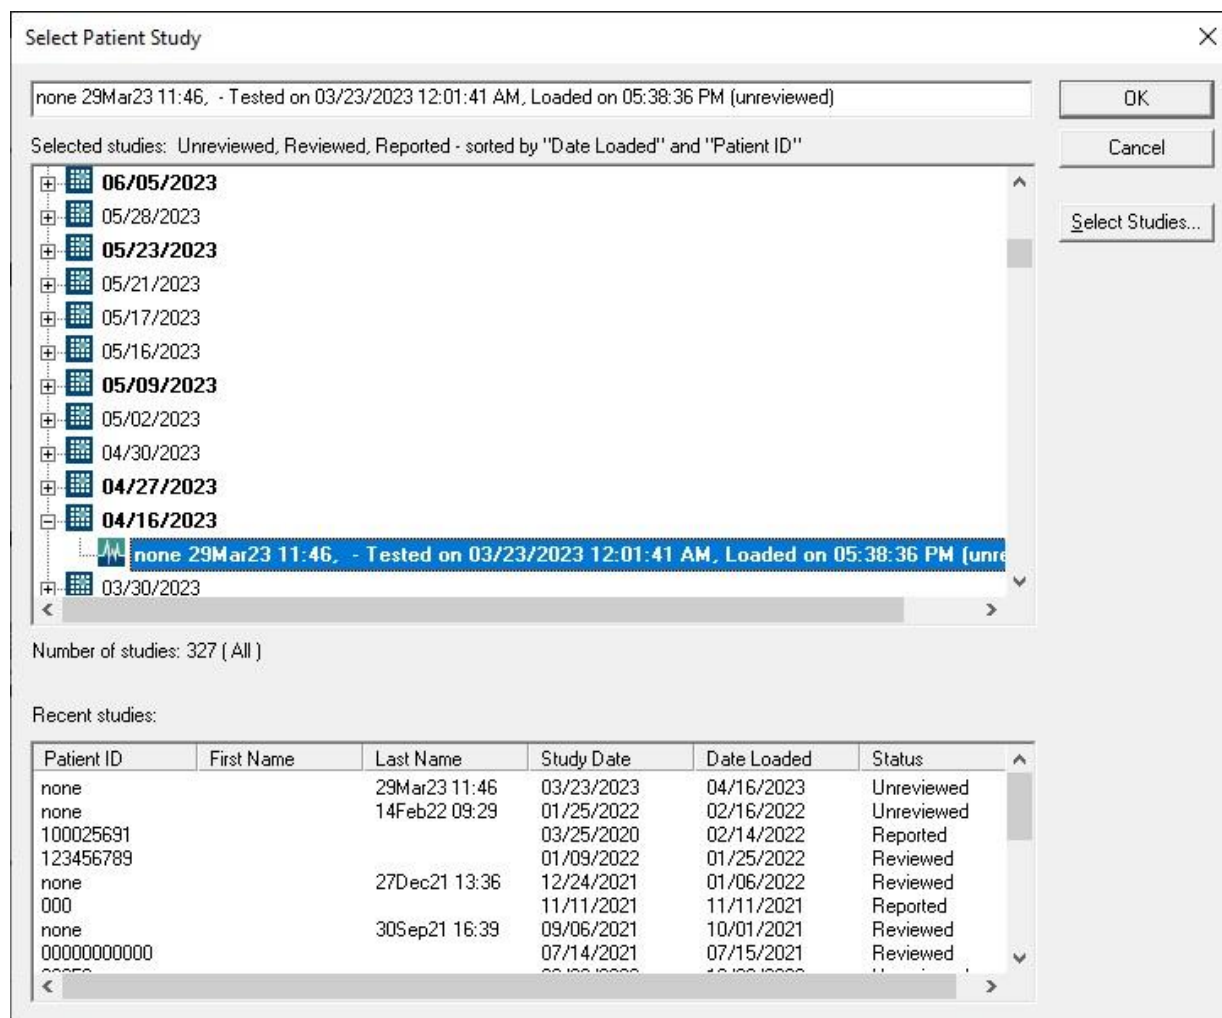 Select Patient Study
none 29Mar23 11:46,  - Tested on 03/23/2023 12:01:41 AM, Loaded on 05:38:36 PM (unreviewed)
OK
Selected studies:  Unreviewed, Reviewed, Reported - sorted by "Date Loaded" and "Patient ID"
Cancel
Select Studies...
06/05/2023
05/28/2023
05/23/2023
05/21/2023
05/17/2023
05/16/2023
05/09/2023
05/02/2023
04/30/2023
04/27/2023
04/16/2023
none 29Mar23 11:46,  - Tested on 03/23/2023 12:01:41 AM, Loaded on 05:38:36 PM (unre
03/30/2023
Number of studies: 327 ( All )
Recent studies:
Patient ID First Name Last Name Study Date Date Loaded Status
none 29Mar23 11:46 03/23/2023 04/16/2023 Unreviewed
none 14Feb22 09:29 01/25/2022 02/16/2022 Unreviewed
100025691 03/25/2020 02/14/2022 Reported
123456789 01/09/2022 01/25/2022 Reviewed
none 27Dec21 13:36 12/24/2021 01/06/2022 Reviewed
000 11/11/2021 11/11/2021 Reported
none 30Sep21 16:39 09/06/2021 10/01/2021 Reviewed
00000000000 07/14/2021 07/15/2021 Reviewed